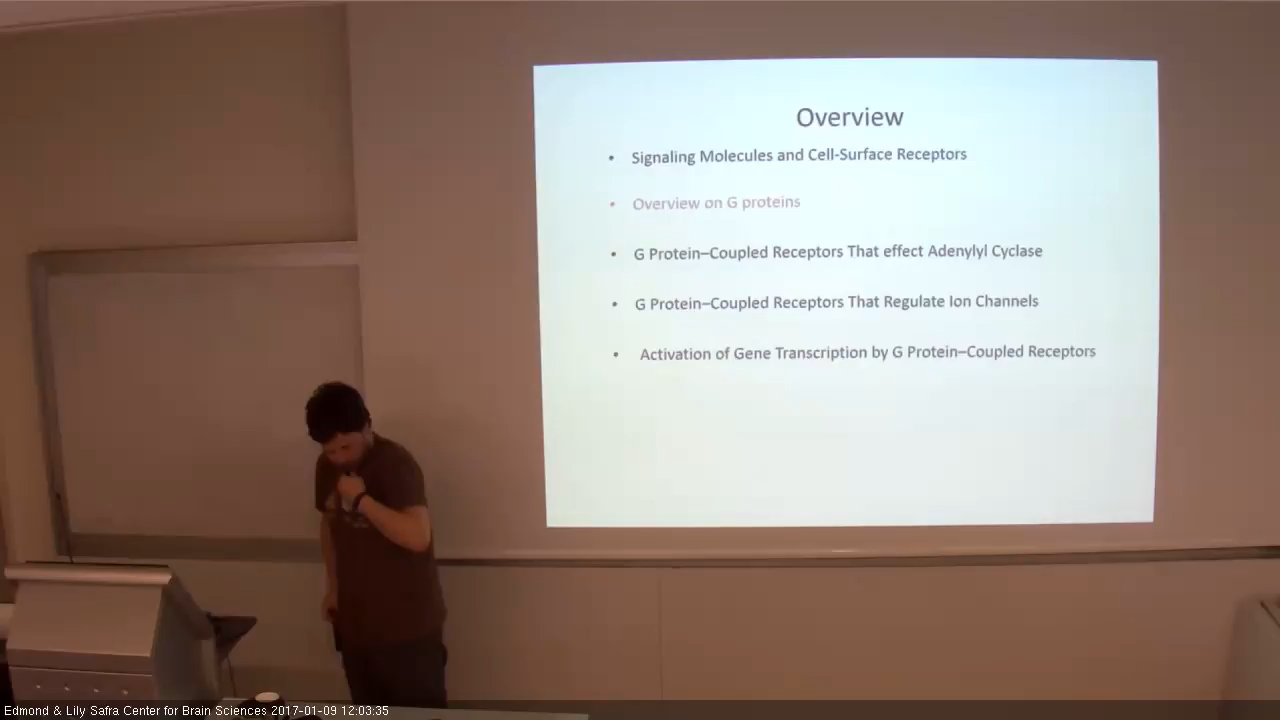 Overview
• Signaling Molecules and Cell-Surface Receptors
• Overview on G proteins
• G Protein–Coupled Receptors That effect Adenylyl Cyclase
• G Protein–Coupled Receptors That Regulate Ion Channels
• Activation of Gene Transcription by G Protein–Coupled Receptors
Edmond & Lily Safra Center for Brain Sciences 2017-01-09 12:03:35